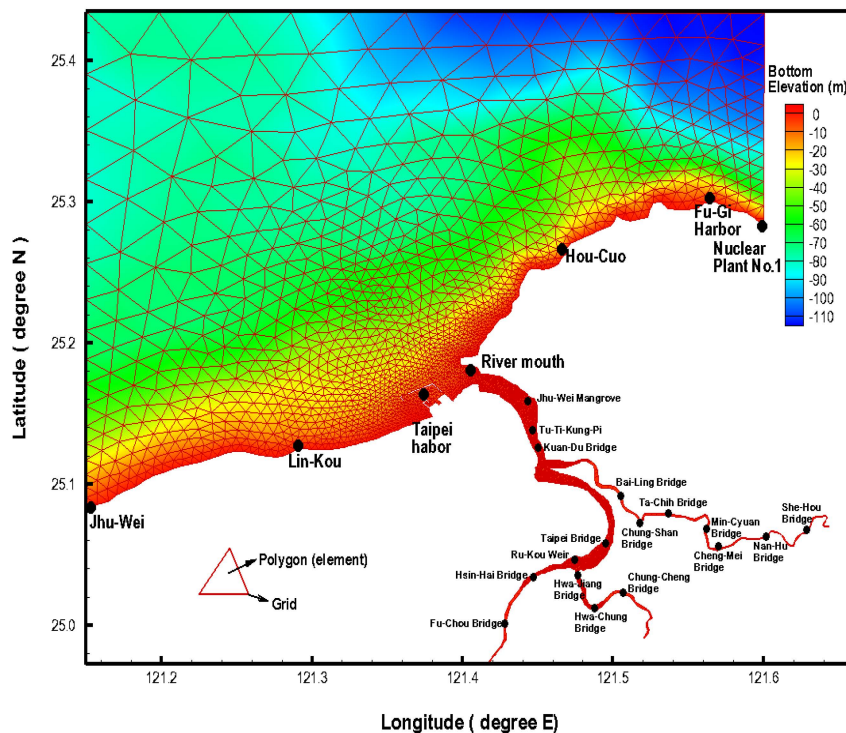 25.4
25.3
25.2
25.1
25.0
Latitude ( degree N )
Bottom
Elevation (m)
0
-10
-20
-30
-40
-50
-60
-70
-80
-90
-100
-110
Fu-Gi
Harbor
Nuclear
Plant No.1
Hou-Cuo
River mouth
Taipei
habor
Lin-Kou
Jhu-Wei
Jhu-Wei Mangrove
Tu-Ti-Kung-Pi
Kuan-Du Bridge
Bai-Ling Bridge
Ta-Chih Bridge
She-Hou
Bridge
Min-Cyuan
Bridge
Chung-Shan
Bridge
Cheng-Mei
Bridge
Nan-Hu
Bridge
Taipei Bridge
Ru-Kou Weir
Hsin-Hai Bridge
Hwa-Jiang
Bridge
Chung-Cheng
Bridge
Hwa-Chung
Bridge
Fu-Chou Bridge
Polygon (element)
Grid
121.2
121.3
121.4
121.5
121.6
Longitude ( degree E)